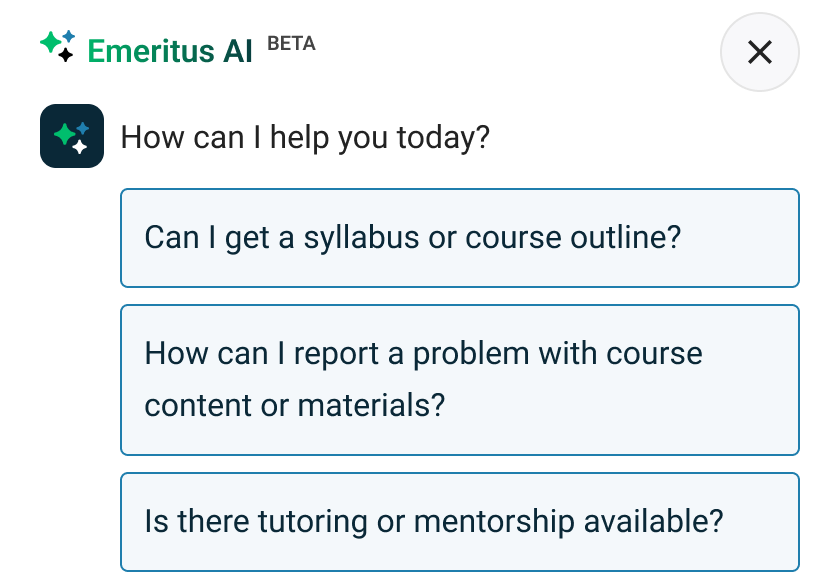 Emeritus AI BETA
How can I help you today?
Can I get a syllabus or course outline?
How can I report a problem with course
content or materials?
Is there tutoring or mentorship available?